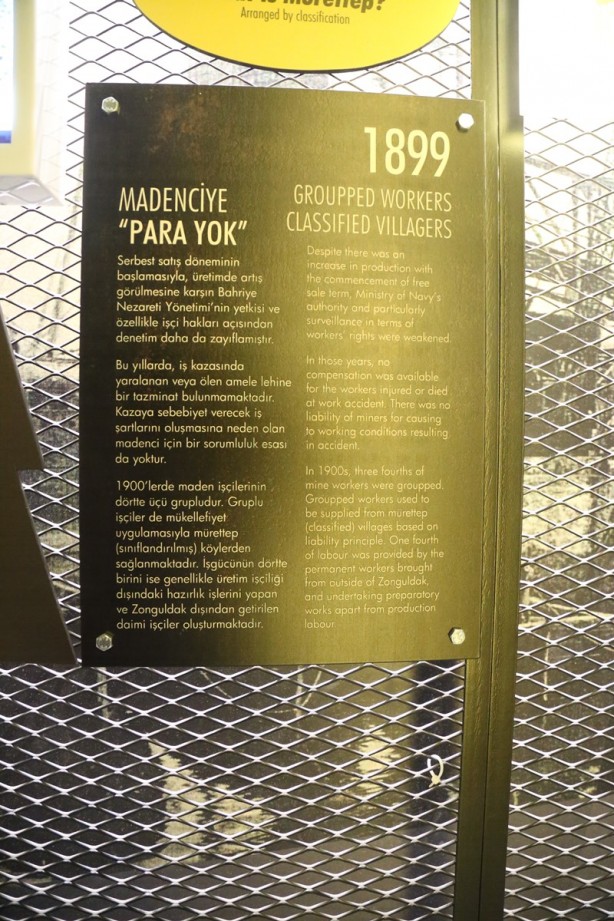 is mürettep?
Arranged by classification
1899
MADENCİYE
“PARA YOK”
Serbest satış döneminin
başlamasıyla, üretimde artış
görülmesine karşın Bahriye
Nezareti Yönetimi’nin yetkisi ve
özellikle işçi hakları açısından
denetim daha da zayıflamıştır.
Bu yıllarda, iş kazasında
yaralanan veya ölen amele lehine
bir tazminat bulunmamaktadır.
Kazaya sebebiyet verecek iş
şartlarını oluşmasına neden olan
madenci için bir sorumluluk esası
da yoktur.
1900’lerde maden işçilerinin
dörtte üçü grupludur. Gruplu
işçiler de mükellefiyet
uygulamasıyla mürettep
(sınıflandırılmış) köylerden
sağlanmaktadır. İşgücünün dörtte
birini ise genellikle üretim işçiliği
dışındaki hazırlık işlerini yapan
ve Zonguldak dışından getirilen
daimi işçiler oluşturmaktadır.
GROUPPED WORKERS
CLASSIFIED VILLAGERS
Despite there was an
increase in production with
the commencement of free
sale term, Ministry of Navy’s
authority and particularly
surveillance in terms of
workers’ rights were weakened.
In those years, no
compensation was available
for the workers injured or died
at work accident. There was no
liability of miners for causing
to working conditions resulting
in accident.
In 1900s, three fourths of
mine workers were groupped.
Groupped workers used to
be supplied from mürettep
(classified) villages based on
liability principle. One fourth
of labour was provided by the
permanent workers brought
from outside of Zonguldak,
and undertaking preparatory
works apart from production
labour.